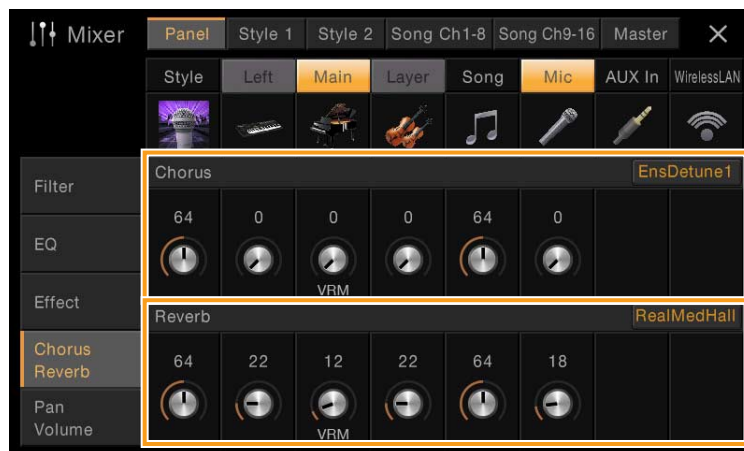 Mixer
Panel Style 1 Style 2 Song Ch1-8 Song Ch9-16 Master ×
Style Left Main Layer Song Mic AUX In WirelessLAN
Filter
EQ
Effect
Chorus
Reverb
Pan
Volume
Chorus EnsDetune1
64 0 0 0 64 0
VRM
Reverb RealMedHall
64 22 12 22 64 18
VRM